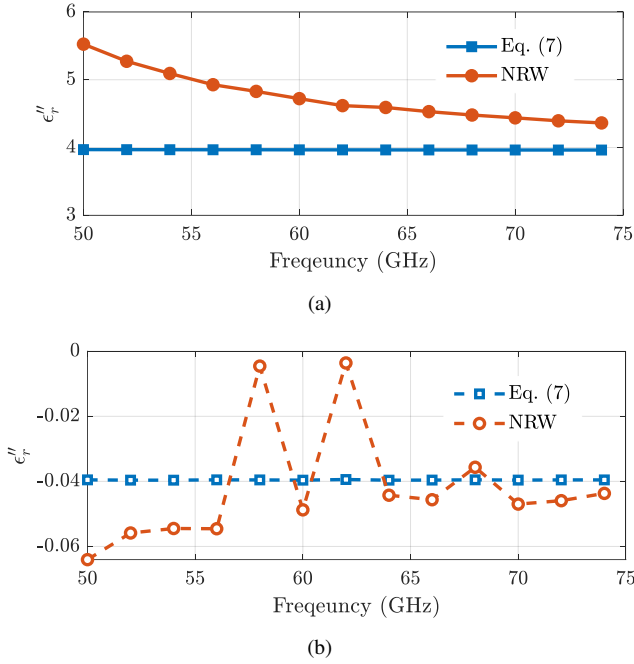 6
5
4
3
ϵ″ᵣ
Eq. (7)
NRW
50 55 60 65 70 75
Freqeuncy (GHz)
(a)
0
-0.02
-0.04
-0.06
ϵ″ᵣ
Eq. (7)
NRW
50 55 60 65 70 75
Freqeuncy (GHz)
(b)